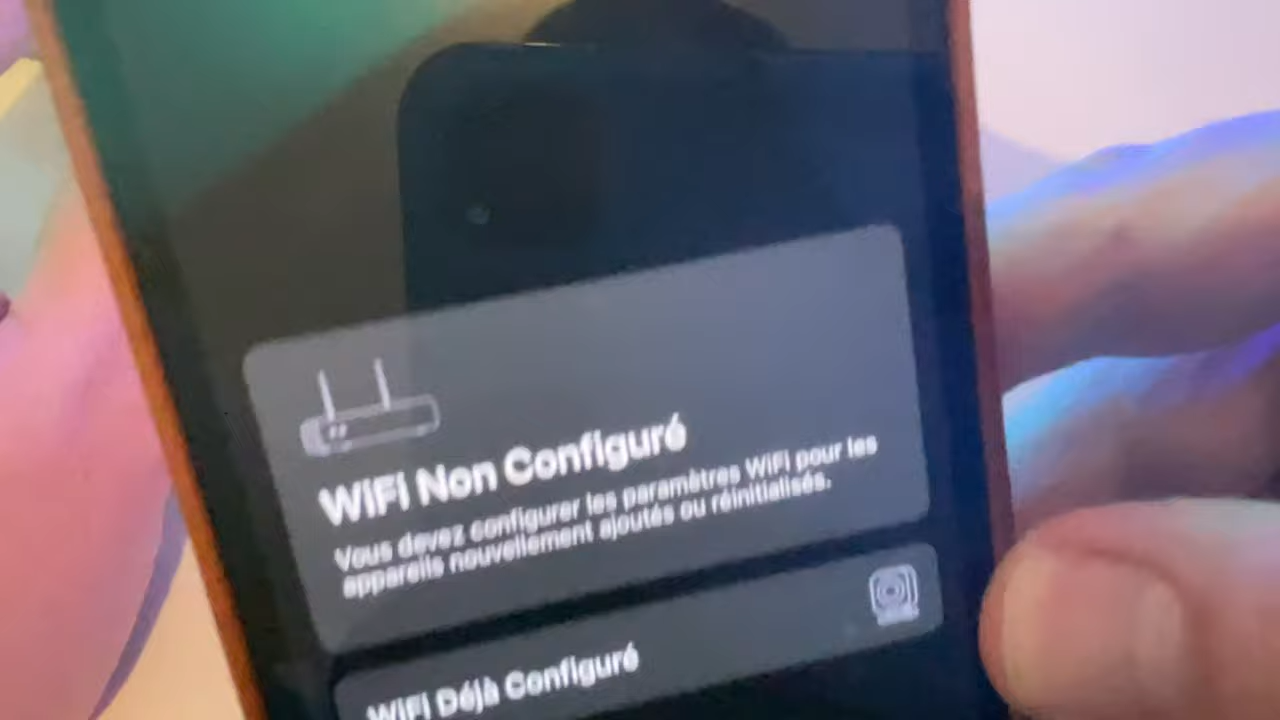 WiFi Non Configuré
Vous devez configurer les paramètres WiFi pour les
appareils nouvellement ajoutés ou réinitialisés.
WiFi Déjà Configuré